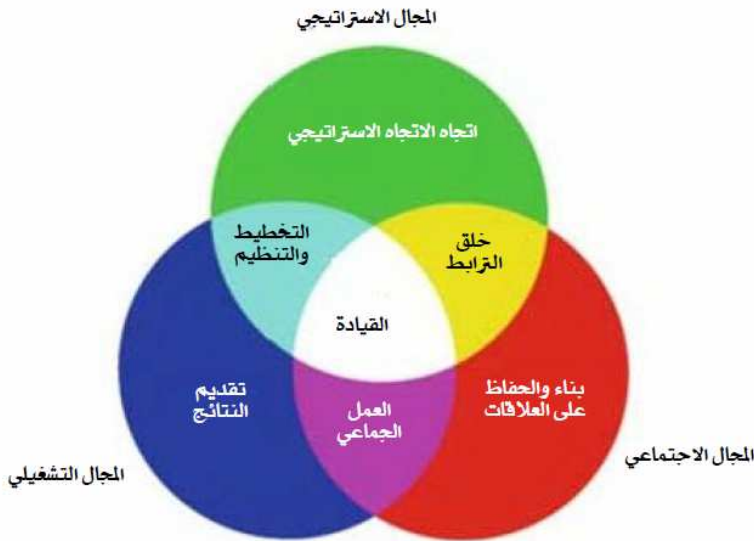 المجال الاستراتيجي
اتجاه الاتجاه الاستراتيجي
التخطيط
والتنظيم
خلق
الترابط
القيادة
تقديم
النتائج
العمل
الجماعي
بناء والحفاظ
على العلاقات
المجال التشغيلي
المجال الاجتماعي